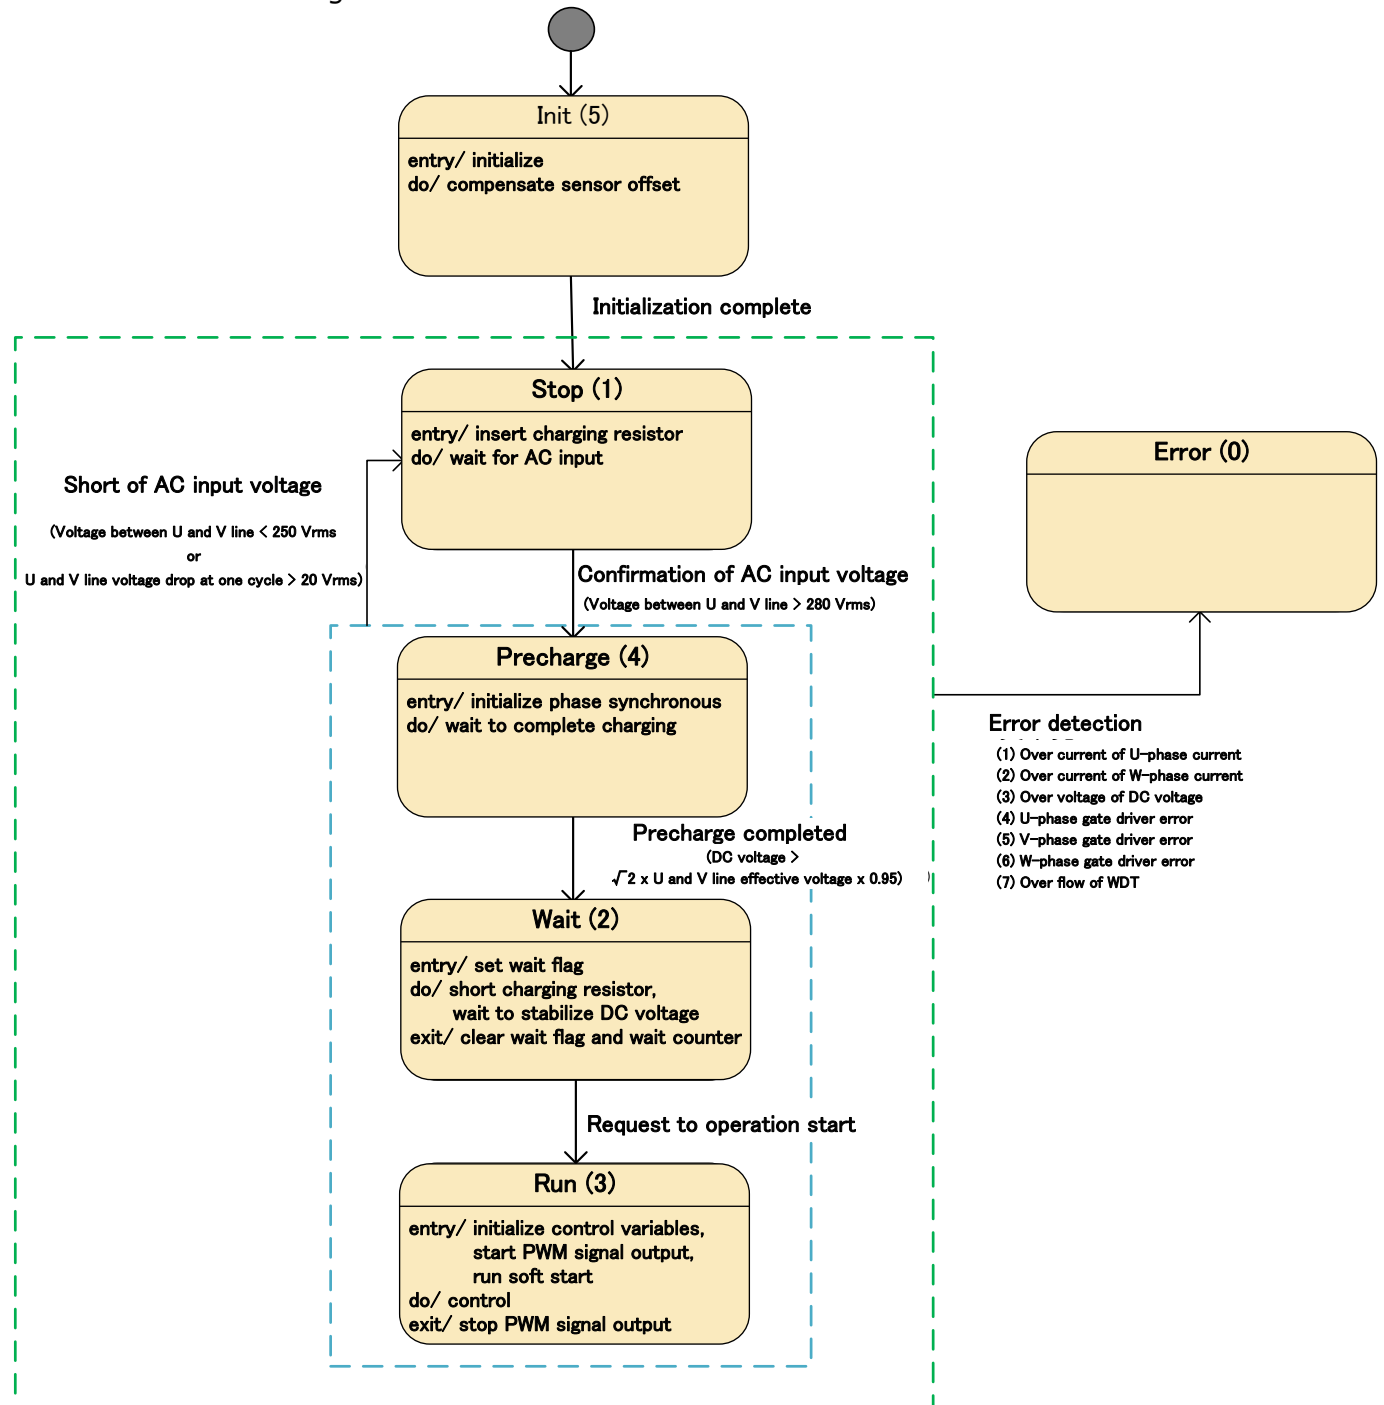 Init (5)
entry/ initialize
do/ compensate sensor offset
Initialization complete
Stop (1)
entry/ insert charging resistor
do/ wait for AC input
Short of AC input voltage
(Voltage between U and V line < 250 Vrms
or
U and V line voltage drop at one cycle > 20 Vrms)
Confirmation of AC input voltage
(Voltage between U and V line > 280 Vrms)
Error (0)
Precharge (4)
entry/ initialize phase synchronous
do/ wait to complete charging
Error detection
(1) Over current of U-phase current
(2) Over current of W-phase current
(3) Over voltage of DC voltage
(4) U-phase gate driver error
(5) V-phase gate driver error
(6) W-phase gate driver error
(7) Over flow of WDT
Precharge completed
(DC voltage >
√2 x U and V line effective voltage x 0.95)
Wait (2)
entry/ set wait flag
do/ short charging resistor,
wait to stabilize DC voltage
exit/ clear wait flag and wait counter
Request to operation start
Run (3)
entry/ initialize control variables,
start PWM signal output,
run soft start
do/ control
exit/ stop PWM signal output